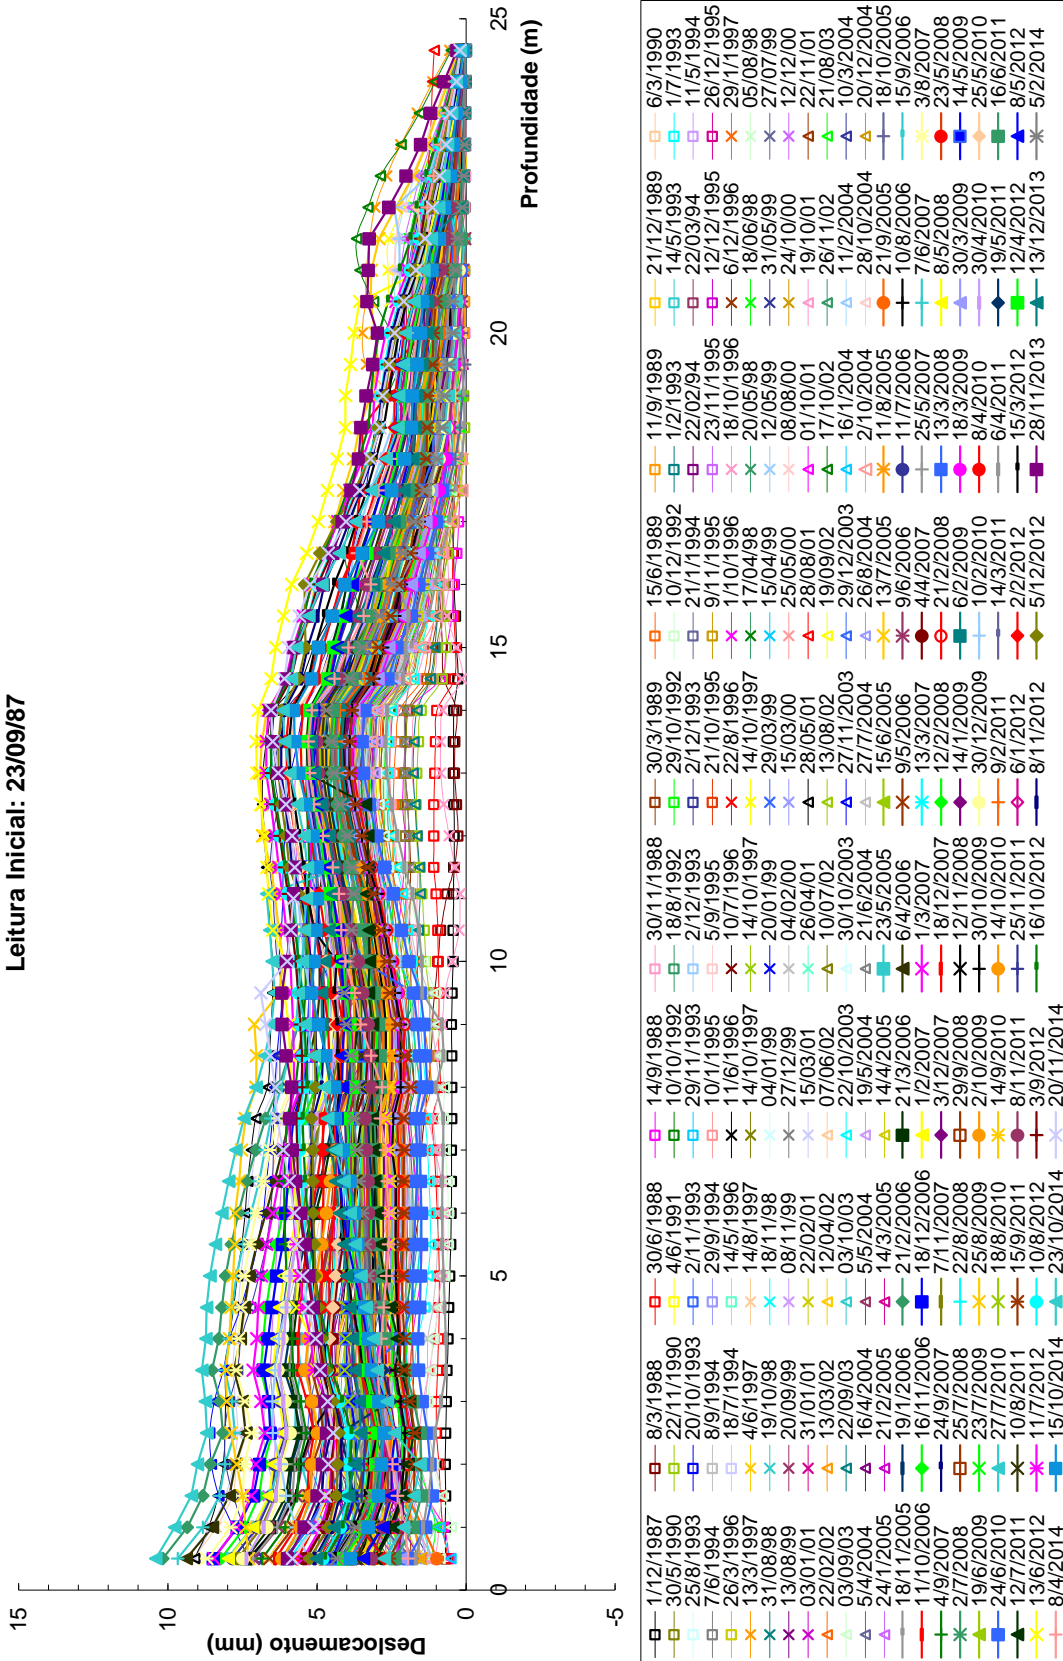 Leitura Inicial: 23/09/87
15
10
5
0
-5
Deslocamento (mm)
0 5 10 15 20 25
Profundidade (m)
1/12/1987 8/3/1988 30/6/1988 14/9/1988 30/11/1988 30/3/1989 15/6/1989 11/9/1989 21/12/1989 6/3/1990
30/5/1990 22/11/1990 4/6/1991 10/10/1992 18/8/1992 29/10/1992 10/12/1992 1/2/1993 14/5/1993 1/7/1993
25/8/1993 20/10/1993 2/11/1993 29/11/1993 2/12/1993 2/12/1993 21/1/1994 22/02/94 22/03/94 11/5/1994
7/6/1994 8/9/1994 29/9/1994 10/1/1995 5/9/1995 21/10/1995 9/11/1995 23/11/1995 12/12/1995 26/12/1995
26/3/1996 18/7/1994 14/5/1996 11/6/1996 10/7/1996 22/8/1996 1/10/1996 18/10/1996 6/12/1996 29/11/1997
13/3/1997 4/6/1997 14/8/1997 14/10/1997 14/10/1997 14/10/1997 17/04/98 20/05/98 18/06/98 05/08/98
31/08/98 19/10/98 18/11/98 04/01/99 20/01/99 29/03/99 15/04/99 12/05/99 31/05/99 27/07/99
13/08/99 20/09/99 08/11/99 27/12/99 04/02/00 15/03/00 25/05/00 08/08/00 24/10/00 12/12/00
03/01/01 31/01/01 22/02/01 15/03/01 26/04/01 28/05/01 28/08/01 01/10/01 19/10/01 22/11/01
22/02/02 13/03/02 12/04/02 07/06/02 10/07/02 13/08/02 19/09/02 17/10/02 26/11/02 21/08/03
03/09/03 22/09/03 03/10/03 22/10/2003 30/10/2003 27/11/2003 29/12/2003 16/11/2004 11/2/2004 10/3/2004
5/4/2004 16/4/2004 5/5/2004 19/5/2004 21/6/2004 27/7/2004 26/8/2004 2/10/2004 28/10/2004 20/12/2004
24/1/2005 21/2/2005 14/3/2005 14/4/2005 23/5/2005 15/6/2005 13/7/2005 11/8/2005 21/9/2005 18/10/2005
18/11/2005 19/1/2006 21/2/2006 21/3/2006 6/4/2006 9/5/2006 9/6/2006 11/7/2006 10/8/2006 15/9/2006
11/10/2006 16/11/2006 18/12/2006 1/2/2007 1/3/2007 13/3/2007 4/4/2007 25/5/2007 7/6/2007 3/8/2007
4/9/2007 24/9/2007 7/11/2007 3/12/2007 18/12/2007 12/2/2008 21/2/2008 13/3/2008 8/5/2008 23/5/2008
2/7/2008 25/7/2008 22/8/2008 29/9/2008 12/11/2008 14/1/2009 6/2/2009 18/3/2009 30/3/2009 14/5/2009
19/6/2009 23/7/2009 25/8/2009 2/10/2009 30/10/2009 30/12/2009 10/2/2010 8/4/2010 30/4/2010 25/5/2010
24/6/2010 27/7/2010 18/8/2010 14/9/2010 14/10/2010 9/2/2011 14/3/2011 6/4/2011 19/5/2011 16/6/2011
12/7/2011 10/8/2011 15/9/2011 8/11/2011 25/11/2011 6/1/2012 2/2/2012 15/3/2012 12/4/2012 8/5/2012
13/6/2012 11/7/2012 10/8/2012 3/9/2012 16/10/2012 8/11/2012 5/12/2012 28/11/2013 13/12/2013 5/2/2014
8/4/2014 15/10/2014 23/10/2014 20/11/2014